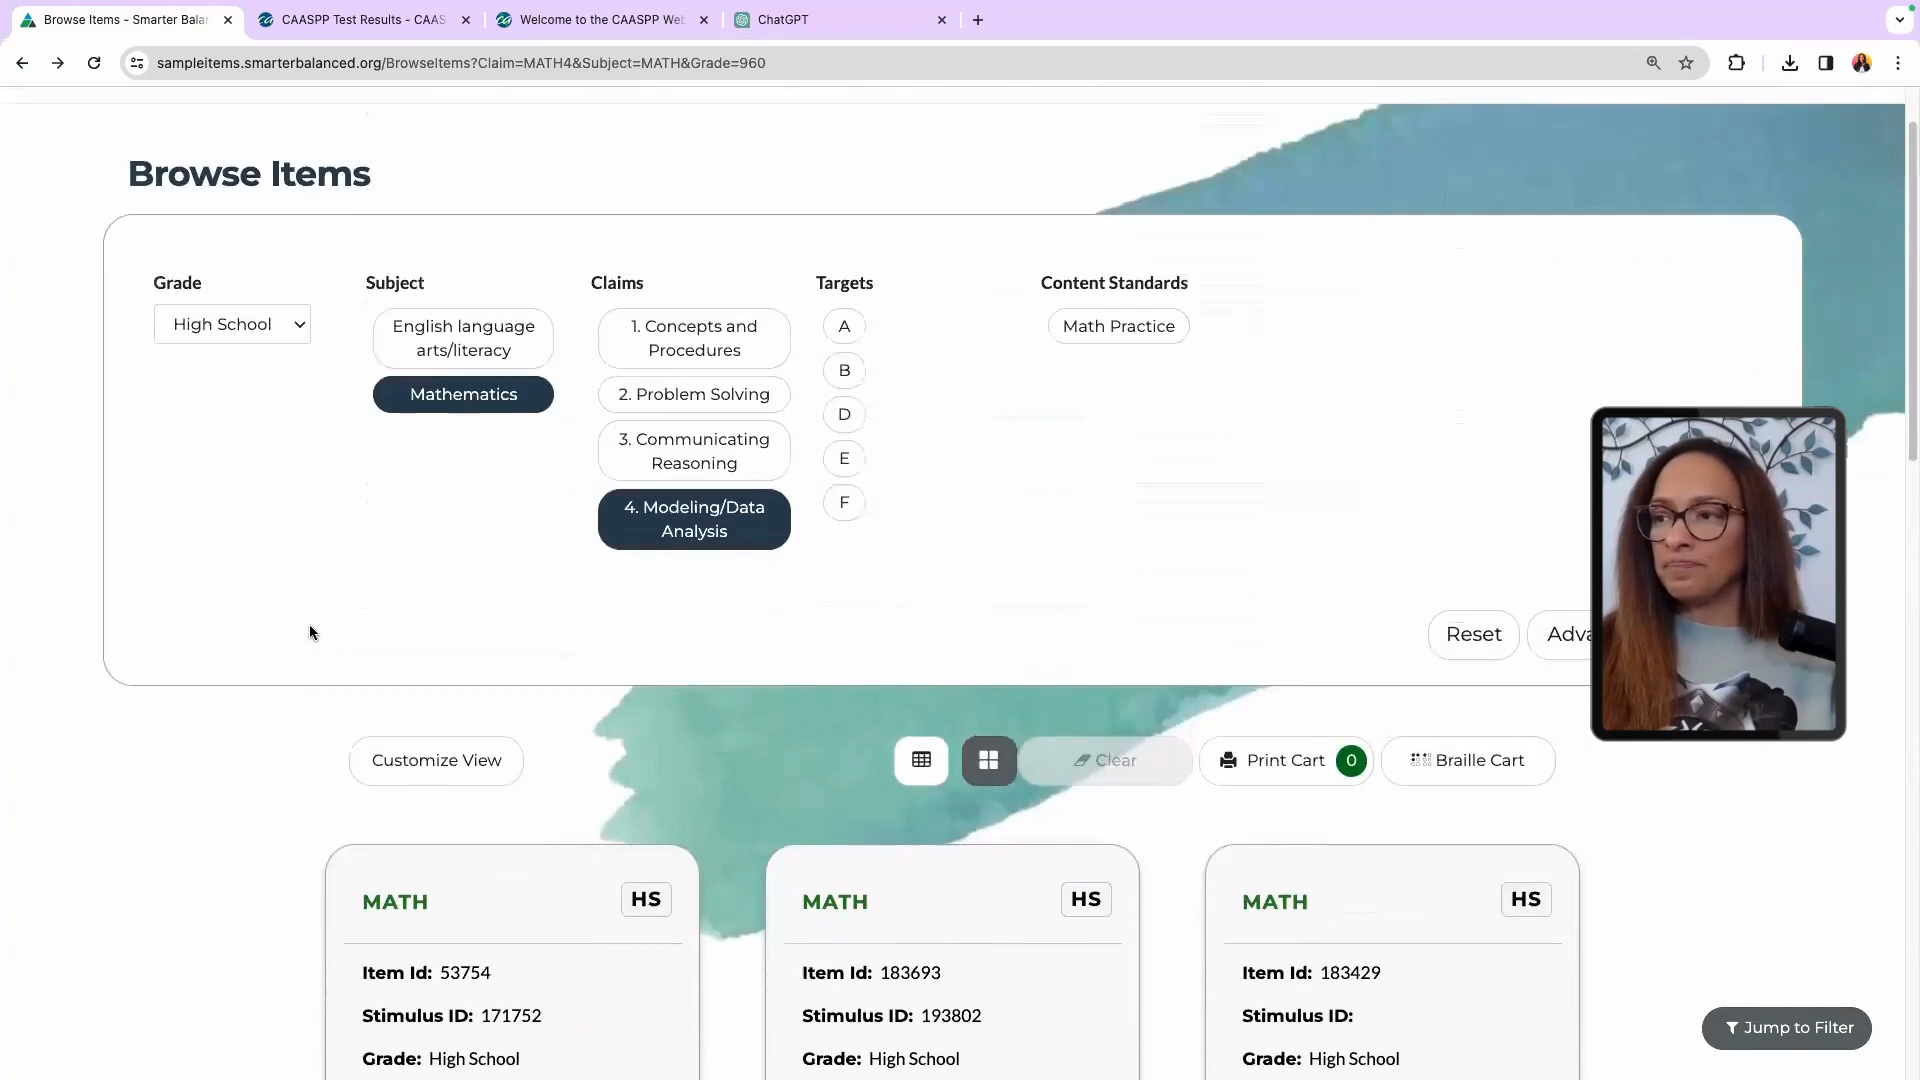 Browse Items - Smarter Balan
CAASPP Test Results - CAAS
Welcome to the CAASPP Web
ChatGPT
sampleitems.smarterbalanced.org/BrowseItems?Claim=MATH4&Subject=MATH&Grade=960
Browse Items
Grade
High School
Subject
English language
arts/literacy
Mathematics
Claims
1. Concepts and
Procedures
2. Problem Solving
3. Communicating
Reasoning
4. Modeling/Data
Analysis
Targets
A
B
D
E
F
Content Standards
Math Practice
Reset
Adva
Customize View
Clear
Print Cart 0
Braille Cart
MATH HS
Item Id: 53754
Stimulus ID: 171752
Grade: High School
MATH HS
Item Id: 183693
Stimulus ID: 193802
Grade: High School
MATH HS
Item Id: 183429
Stimulus ID:
Grade: High School
Jump to Filter